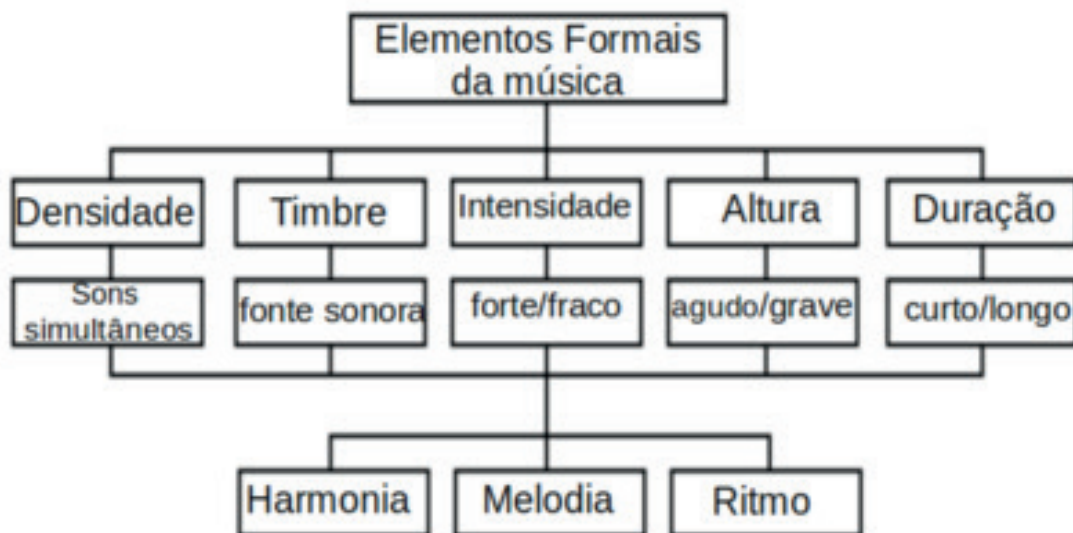 Elementos Formais
da música
Densidade
Timbre
Intensidade
Altura
Duração
Sons
simultâneos
fonte sonora
forte/fraco
agudo/grave
curto/longo
Harmonia
Melodia
Ritmo